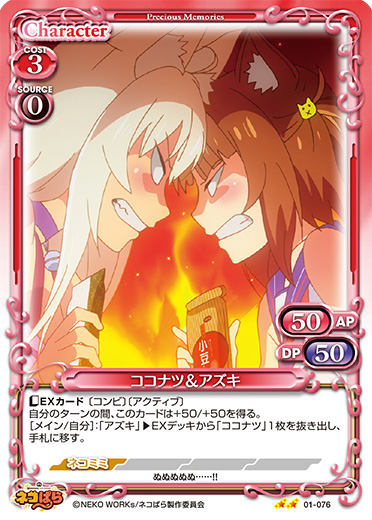 Precious Memories
Character
COST
3
SOURCE
0
小豆
50 AP
DP 50
ココナツ&アズキ
EXカード [コンビ] [アクティブ]
自分のターンの間、このカードは+50/+50を得る。
[メイン/自分]:「アズキ」▶EXデッキから「ココナツ」1枚を抜き出し、
手札に移す。
ネコミミ
ぬぬぬぬぬ……!!
ネコぱら
©NEKO WORKs/ネコぱら製作委員会
01-076